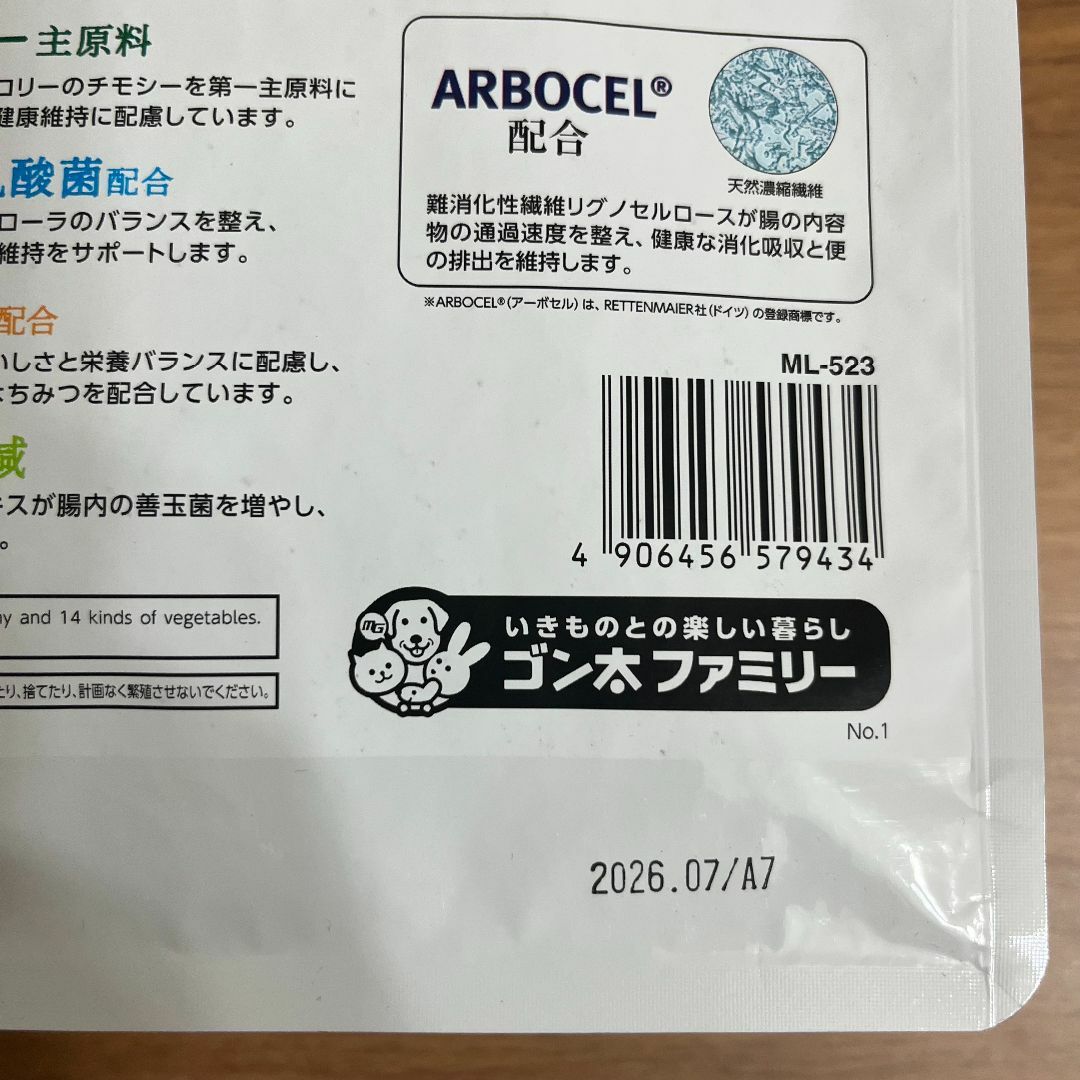 一主原料
ロリーのチモシーを第一主原料に
健康維持に配慮しています。
乳酸菌配合
ローラのバランスを整え、
維持をサポートします。
配合
いしさと栄養バランスに配慮し、
はちみつを配合しています。
減
キスが腸内の善玉菌を増やし、
。
ay and 14 kinds of vegetables.
たり、捨てたり、計画なく繁殖させないでください。
ARBOCEL®
配合
天然濃縮繊維
難消化性繊維リグノセルロースが腸の内容
物の通過速度を整え、健康な消化吸収と便
の排出を維持します。
※ARBOCEL®(アーボセル)は、RETTENMAIER社(ドイツ)の登録商標です。
ML-523
4 906456 579434
MG
いきものとの楽しい暮らし
ゴン太ファミリー
No.1
2026.07/A7